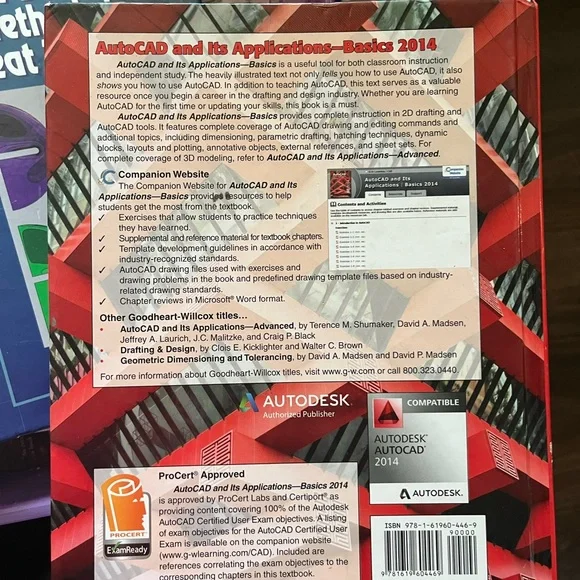 reth
eat
AutoCAD and Its Applications—Basics 2014
AutoCAD and Its Applications—Basics is a useful tool for both classroom instruction
and independent study. The heavily illustrated text not only tells you how to use AutoCAD, it also
shows you how to use AutoCAD. In addition to teaching AutoCAD, this text serves as a valuable
resource once you begin a career in the drafting and design industry. Whether you are learning
AutoCAD for the first time or updating your skills, this book is a must.
AutoCAD and Its Applications—Basics provides complete instruction in 2D drafting and
AutoCAD tools. It features complete coverage of AutoCAD drawing and editing commands and
additional topics, including dimensioning, parametric drafting, hatching techniques, dynamic
blocks, layouts and plotting, annotative objects, external references, and sheet sets. For
complete coverage of 3D modeling, refer to AutoCAD and Its Applications—Advanced.
Companion Website
The Companion Website for AutoCAD and Its
Applications—Basics provides resources to help
students get the most from the textbook.
✓ Exercises that allow students to practice techniques
they have learned.
✓ Supplemental and reference material for textbook chapters.
✓ Template development guidelines in accordance with
industry-recognized standards.
✓ AutoCAD drawing files used with exercises and
drawing problems in the book and predefined drawing template files based on industry-
related drawing standards.
✓ Chapter reviews in Microsoft® Word format.
AutoCAD and Its
Applications | Basics 2014
Contents and Activities
Other Goodheart-Willcox titles…
• AutoCAD and Its Applications—Advanced, by Terence M. Shumaker, David A. Madsen,
Jeffrey A. Laurich, J.C. Malitzke, and Craig P. Black
• Drafting & Design, by Clois E. Kicklighter and Walter C. Brown
• Geometric Dimensioning and Tolerancing, by David A. Madsen and David P. Madsen
For more information about Goodheart-Willcox titles, visit www.g-w.com or call 800.323.0440.
AUTODESK
Authorized Publisher
COMPATIBLE
AUTODESK®
AUTOCAD®
2014
AUTODESK.
ProCert® Approved
AutoCAD and Its Applications—Basics 2014
is approved by ProCert Labs and Certiport® as
providing content covering 100% of the Autodesk
AutoCAD Certified User Exam objectives. A listing
of exam objectives for the AutoCAD Certified User
Exam is available on the companion website
(www.g-wlearning.com/CAD). Included are
references correlating the exam objectives to the
corresponding chapters in this textbook.
PROCERT
ExamReady
ISBN 978-1-61960-446-9
90000
9 781619 604469